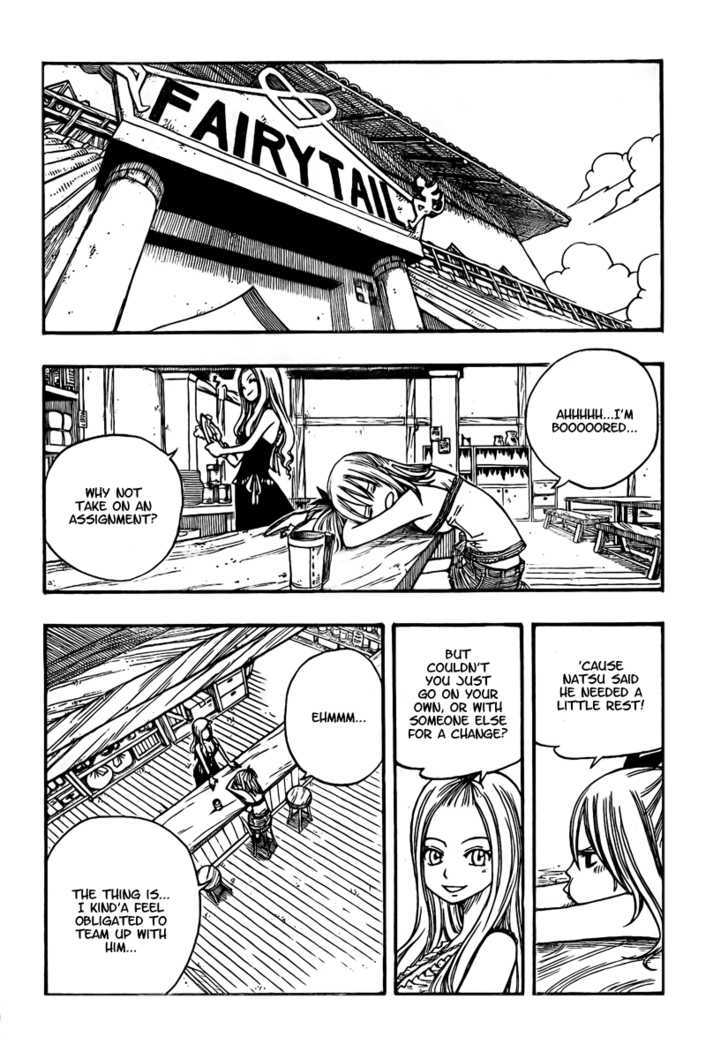 FAIRYTAIL
AHHHHH...I'M
BOOOOORED...
WHY NOT
TAKE ON AN
ASSIGNMENT?
'CAUSE
NATSU SAID
HE NEEDED A
LITTLE REST!
BUT
COULDN'T
YOU JUST
GO ON YOUR
OWN, OR WITH
SOMEONE ELSE
FOR A CHANGE?
EHMMM...
THE THING IS...
I KIND'A FEEL
OBLIGATED TO
TEAM UP WITH
HIM...